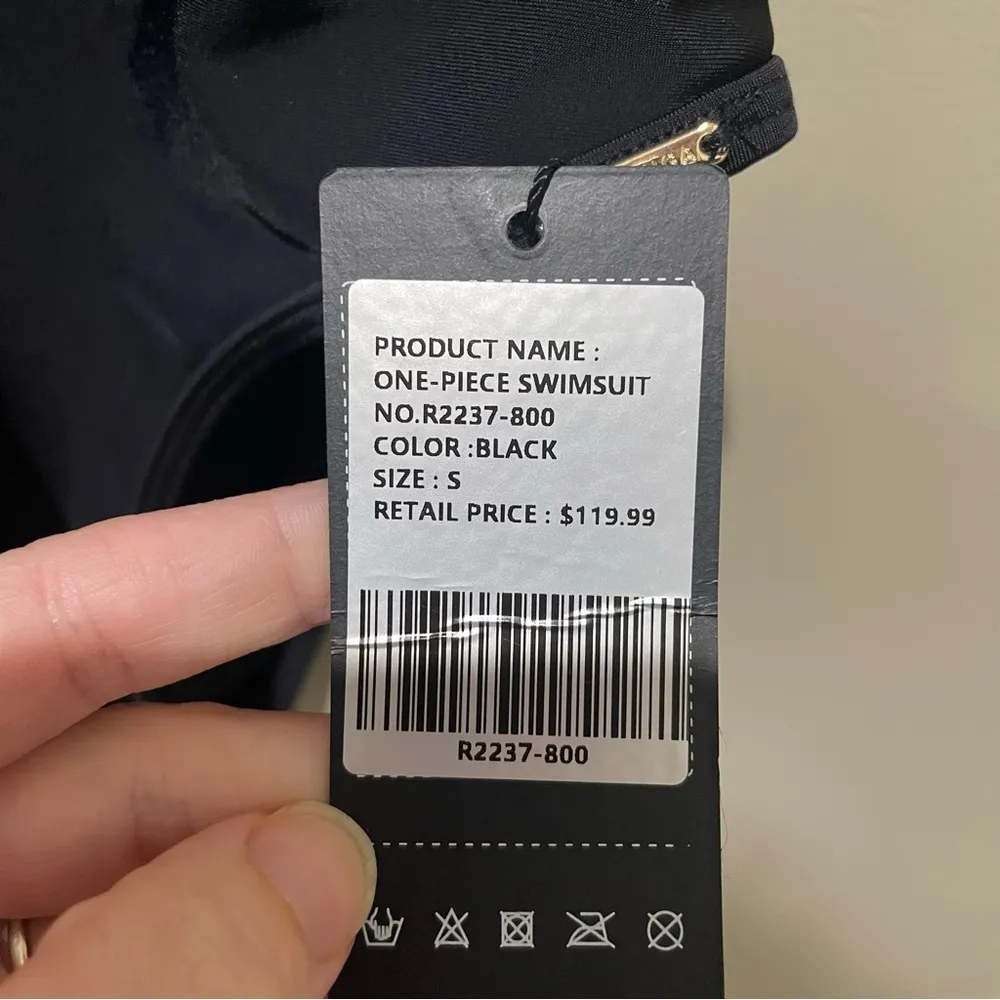 PRODUCT NAME :
ONE-PIECE SWIMSUIT
NO.R2237-800
COLOR :BLACK
SIZE : S
RETAIL PRICE : $119.99
R2237-800